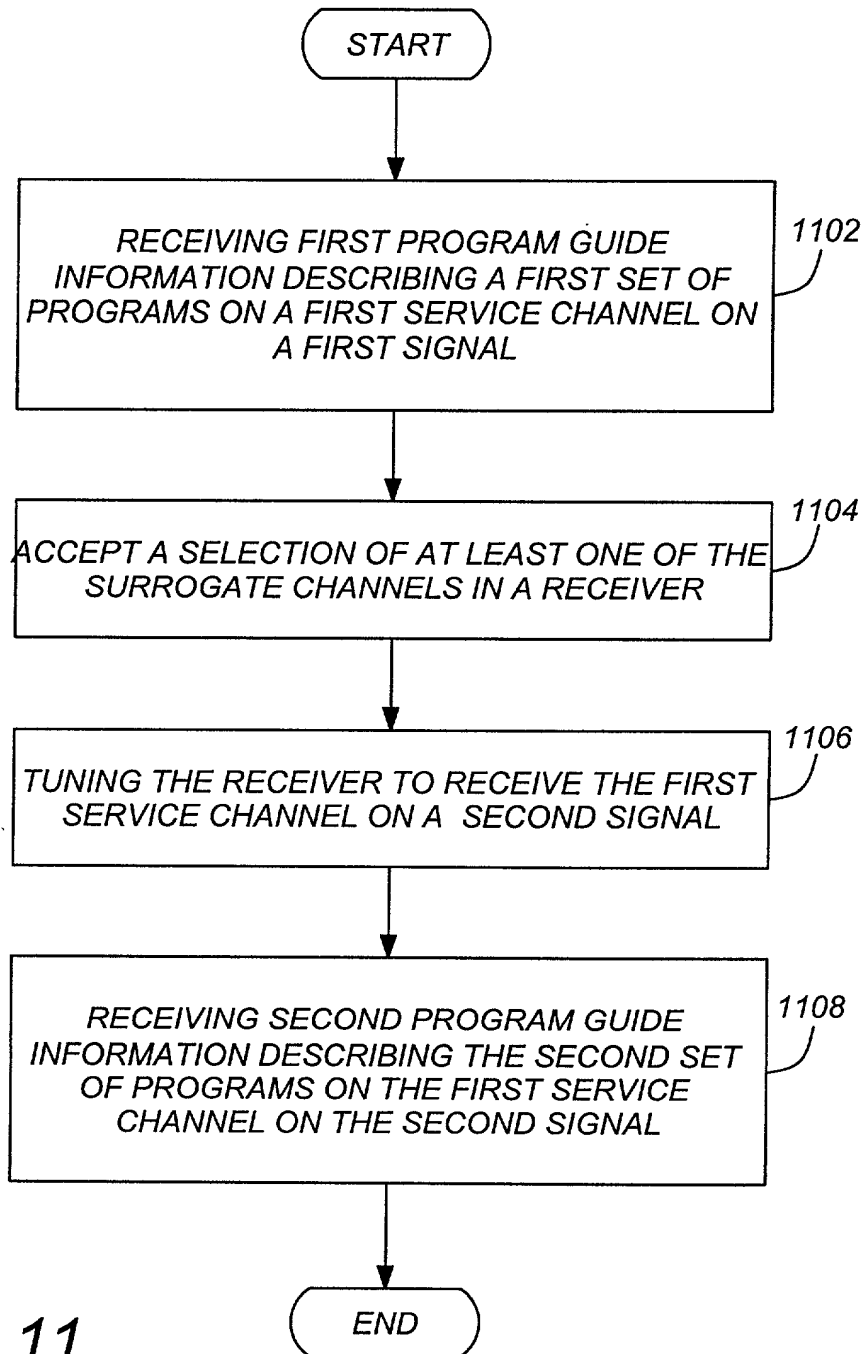 START
RECEIVING FIRST PROGRAM GUIDE
INFORMATION DESCRIBING A FIRST SET OF
PROGRAMS ON A FIRST SERVICE CHANNEL ON
A FIRST SIGNAL
1102
ACCEPT A SELECTION OF AT LEAST ONE OF THE
SURROGATE CHANNELS IN A RECEIVER
1104
TUNING THE RECEIVER TO RECEIVE THE FIRST
SERVICE CHANNEL ON A SECOND SIGNAL
1106
RECEIVING SECOND PROGRAM GUIDE
INFORMATION DESCRIBING THE SECOND SET
OF PROGRAMS ON THE FIRST SERVICE
CHANNEL ON THE SECOND SIGNAL
1108
END
11